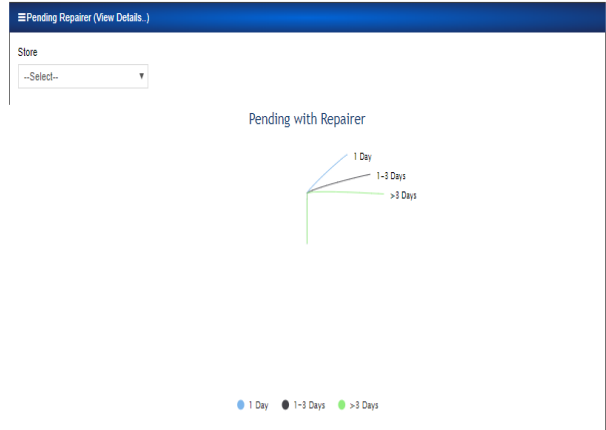 Pending Repairer (View Details..)
Store
--Select--
Pending with Repairer
1 Day
1-3 Days
>3 Days
1 Day 1-3 Days >3 Days